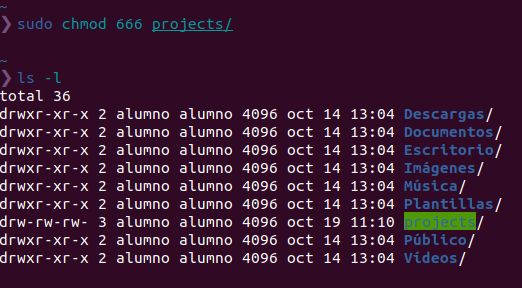 ~
❯ sudo chmod 666 projects/
~
❯ ls -l
total 36
drwxr-xr-x 2 alumno alumno 4096 oct 14 13:04 Descargas/
drwxr-xr-x 2 alumno alumno 4096 oct 14 13:04 Documentos/
drwxr-xr-x 2 alumno alumno 4096 oct 14 13:04 Escritorio/
drwxr-xr-x 2 alumno alumno 4096 oct 14 13:04 Imágenes/
drwxr-xr-x 2 alumno alumno 4096 oct 14 13:04 Música/
drwxr-xr-x 2 alumno alumno 4096 oct 14 13:04 Plantillas/
drw-rw-rw- 3 alumno alumno 4096 oct 19 11:10 projects/
drwxr-xr-x 2 alumno alumno 4096 oct 14 13:04 Público/
drwxr-xr-x 2 alumno alumno 4096 oct 14 13:04 Vídeos/